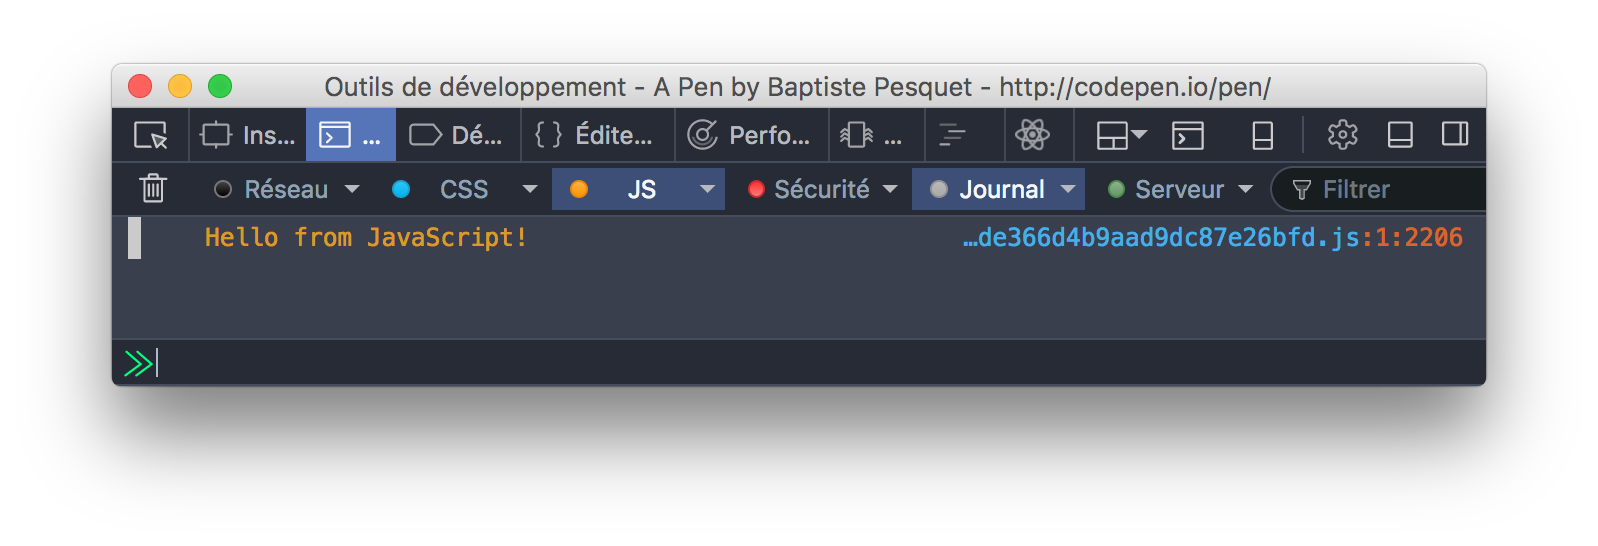 Outils de développement - A Pen by Baptiste Pesquet - http://codepen.io/pen/
Ins... ... Dé... { } Édite... Perfo... ...
Réseau CSS JS Sécurité Journal Serveur Filtrer
Hello from JavaScript! …de366d4b9aad9dc87e26bfd.js:1:2206